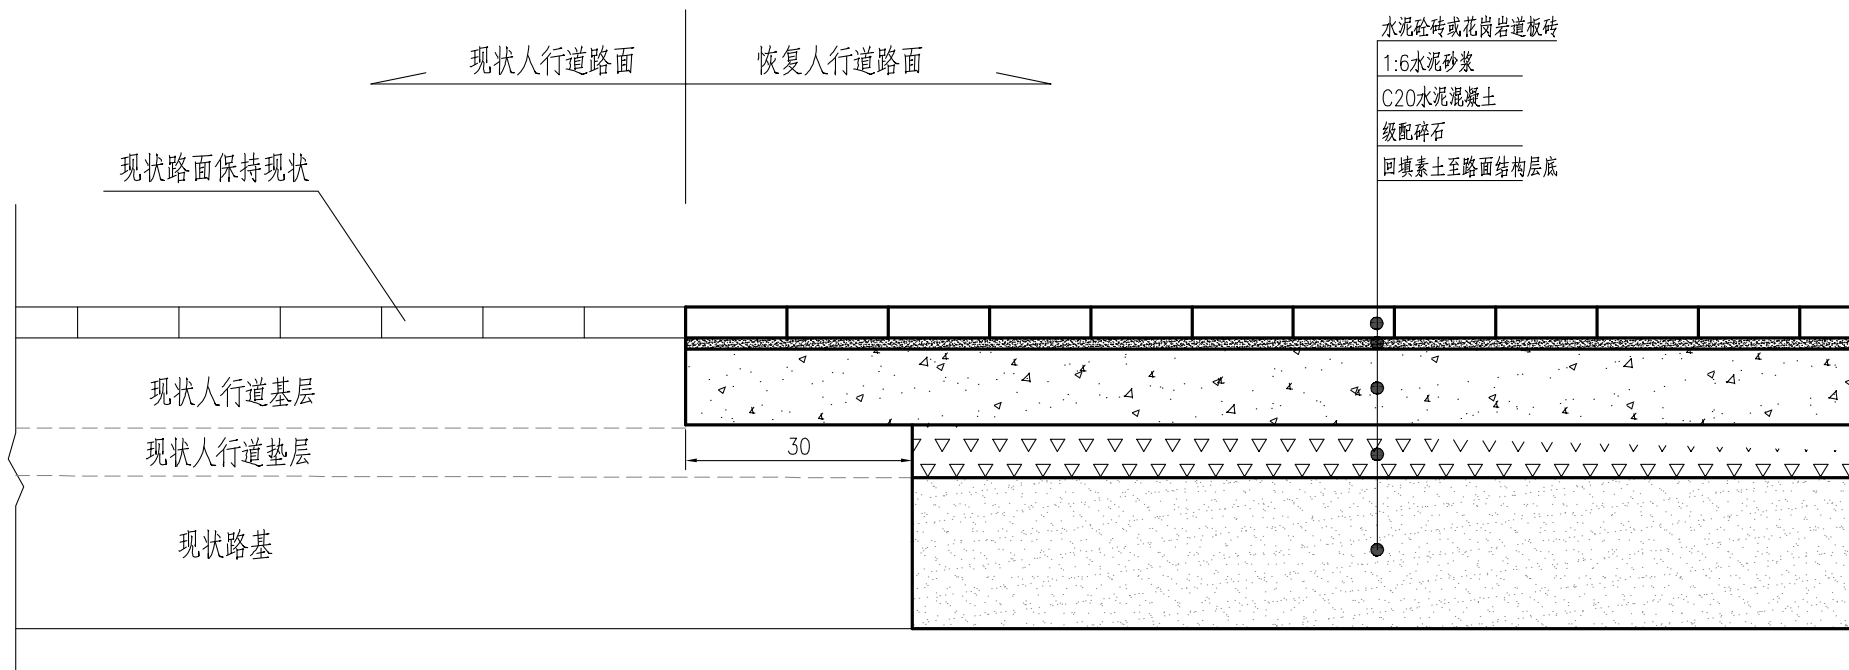 现状人行道路面
恢复人行道路面
水泥砼砖或花岗岩道板砖
1:6水泥砂浆
C20水泥混凝土
级配碎石
回填素土至路面结构层底
现状路面保持现状
现状人行道基层
现状人行道垫层
30
现状路基